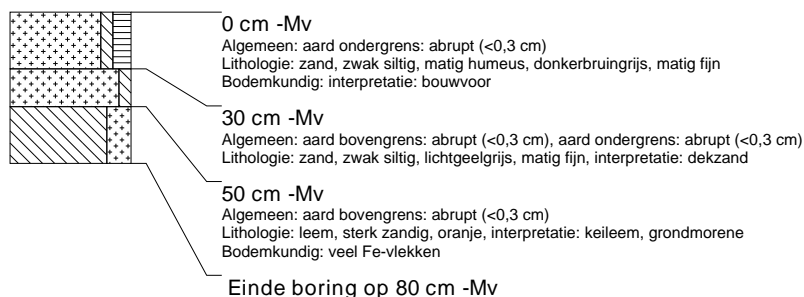 0 cm -Mv
Algemeen: aard ondergrens: abrupt (<0,3 cm)
Lithologie: zand, zwak siltig, matig humeus, donkerbruingrijs, matig fijn
Bodemkundig: interpretatie: bouwvoor
30 cm -Mv
Algemeen: aard bovengrens: abrupt (<0,3 cm), aard ondergrens: abrupt (<0,3 cm)
Lithologie: zand, zwak siltig, lichtgeelgrijs, matig fijn, interpretatie: dekzand
50 cm -Mv
Algemeen: aard bovengrens: abrupt (<0,3 cm)
Lithologie: leem, sterk zandig, oranje, interpretatie: keileem, grondmorene
Bodemkundig: veel Fe-vlekken
Einde boring op 80 cm -Mv